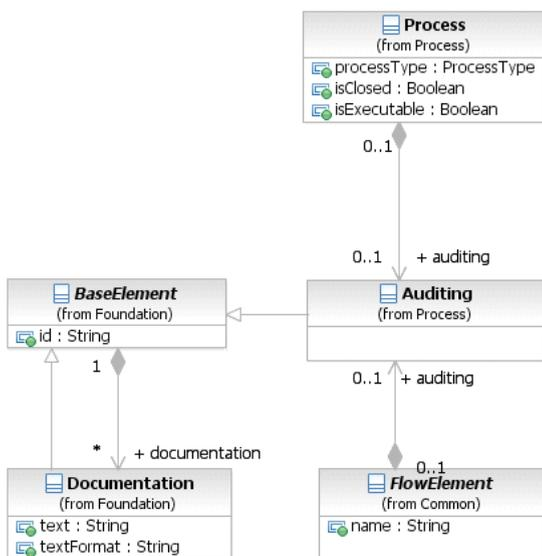 Process
(from Process)
processType : ProcessType
isClosed : Boolean
isExecutable : Boolean
0..1
0..1 + auditing
BaseElement
(from Foundation)
id : String
Auditing
(from Process)
1
0..1 + auditing
* + documentation
0..1
Documentation
(from Foundation)
text : String
textFormat : String
FlowElement
(from Common)
name : String